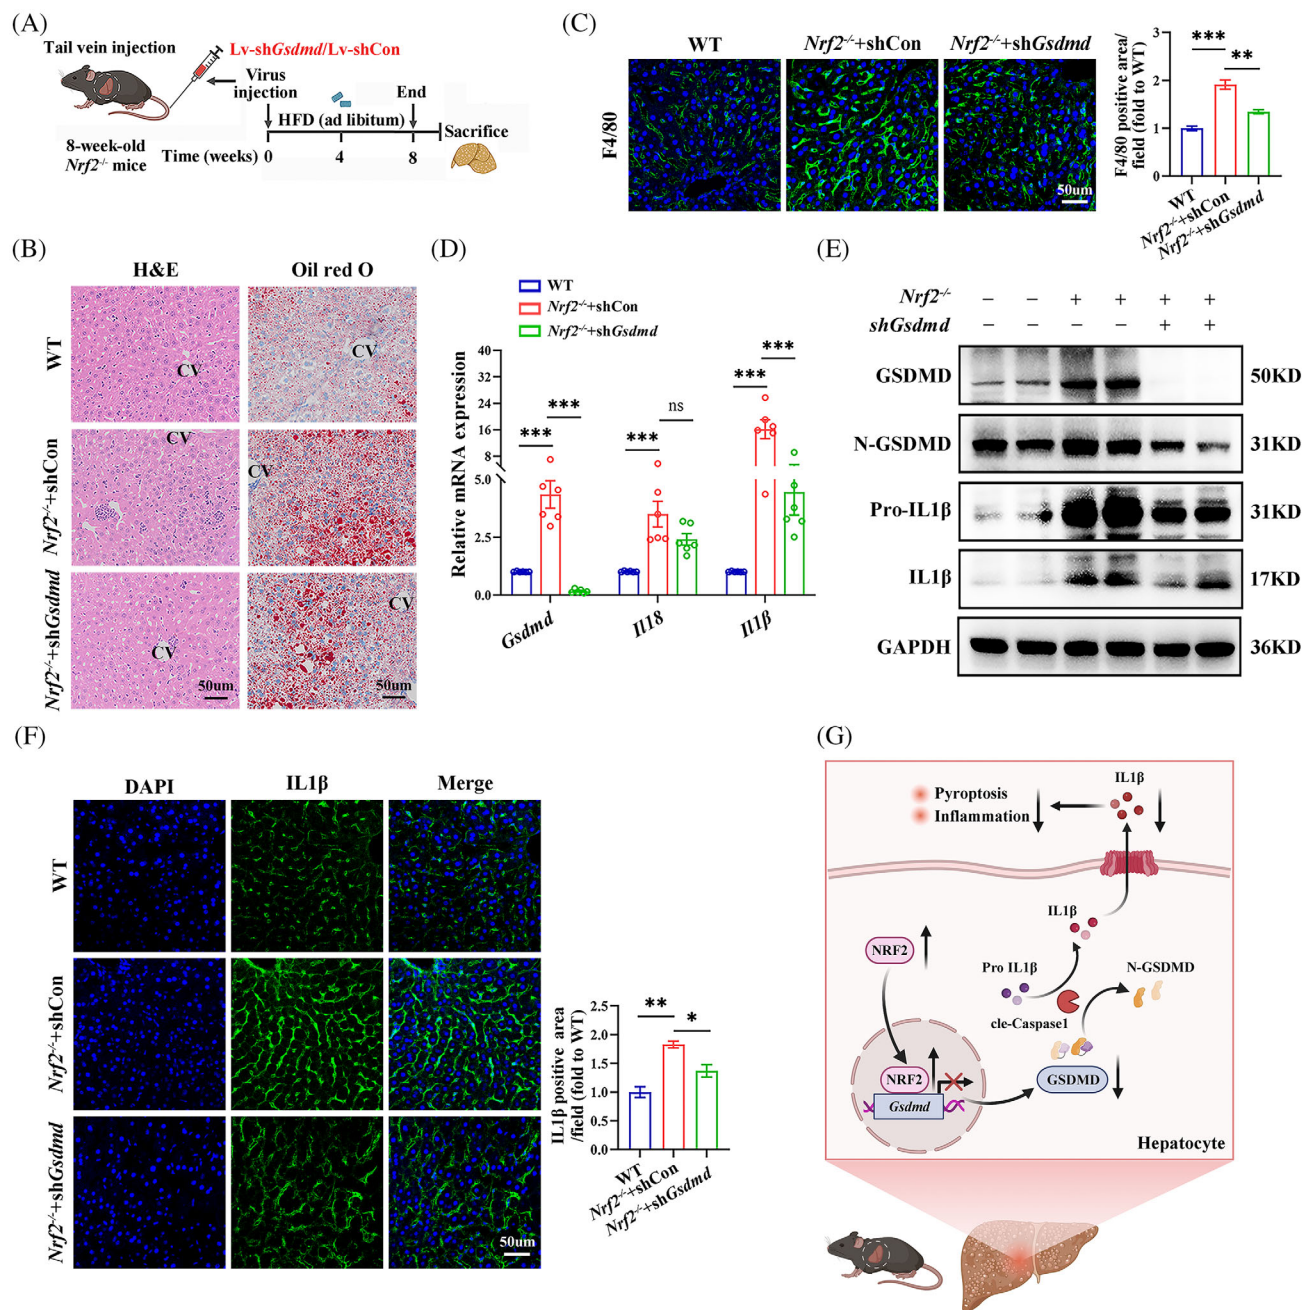 (A)
Tail vein injection
Lv-shGsdmd/Lv-shCon
Virus
injection
End
HFD (ad libitum)
Sacrifice
8-week-old
Nrf2-/- mice
Time (weeks)
0
4
8
(B)
H&E
Oil red O
WT
CV
CV
Nrf2-/-+shCon
CV
CV
Nrf2-/-+shGsdmd
CV
CV
50um
50um
(C)
WT
Nrf2-/-+shCon
Nrf2-/-+shGsdmd
F4/80
50um
F4/80 positive area/
field (fold to WT)
3
2
1
0
***
**
WT
Nrf2-/-+shCon
Nrf2-/-+shGsdmd
(D)
WT
Nrf2-/-+shCon
Nrf2-/-+shGsdmd
Relative mRNA expression
40
32
24
16
8
5.0
2.5
0.0
***
***
***
ns
***
***
Gsdmd
Il18
Il1β
(E)
Nrf2-/-
− − + + + +
shGsdmd
− − − − + +
GSDMD
50KD
N-GSDMD
31KD
Pro-IL1β
31KD
IL1β
17KD
GAPDH
36KD
(F)
DAPI
IL1β
Merge
WT
Nrf2-/-+shCon
Nrf2-/-+shGsdmd
50um
IL1β positive area
/field (fold to WT)
2.5
2.0
1.5
1.0
0.5
0.0
**
*
WT
Nrf2-/-+shCon
Nrf2-/-+shGsdmd
(G)
IL1β
Pyroptosis
Inflammation
IL1β
NRF2
Pro IL1β
N-GSDMD
cle-Caspase1
NRF2
Gsdmd
GSDMD
Hepatocyte